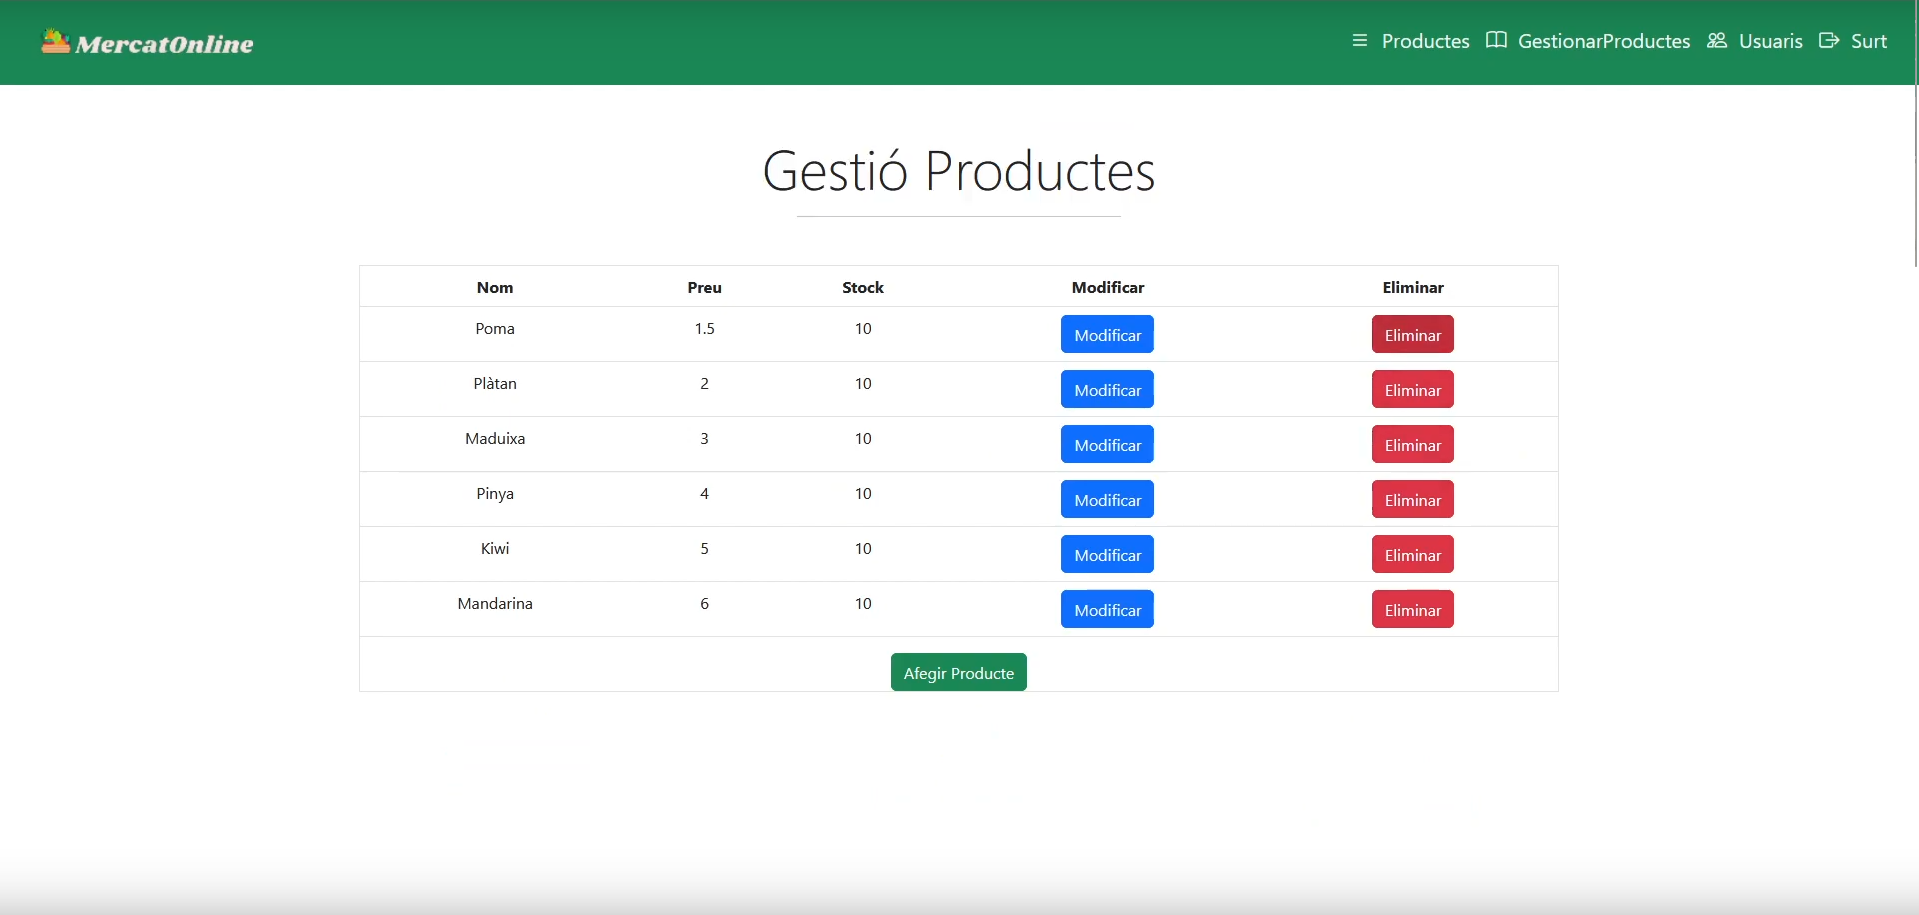 MercatOnline Productes GestionarProductes Usuaris Surt
Gestió Productes
Nom Preu Stock Modificar Eliminar
Poma 1.5 10 Modificar Eliminar
Plàtan 2 10 Modificar Eliminar
Maduixa 3 10 Modificar Eliminar
Pinya 4 10 Modificar Eliminar
Kiwi 5 10 Modificar Eliminar
Mandarina 6 10 Modificar Eliminar
Afegir Producte